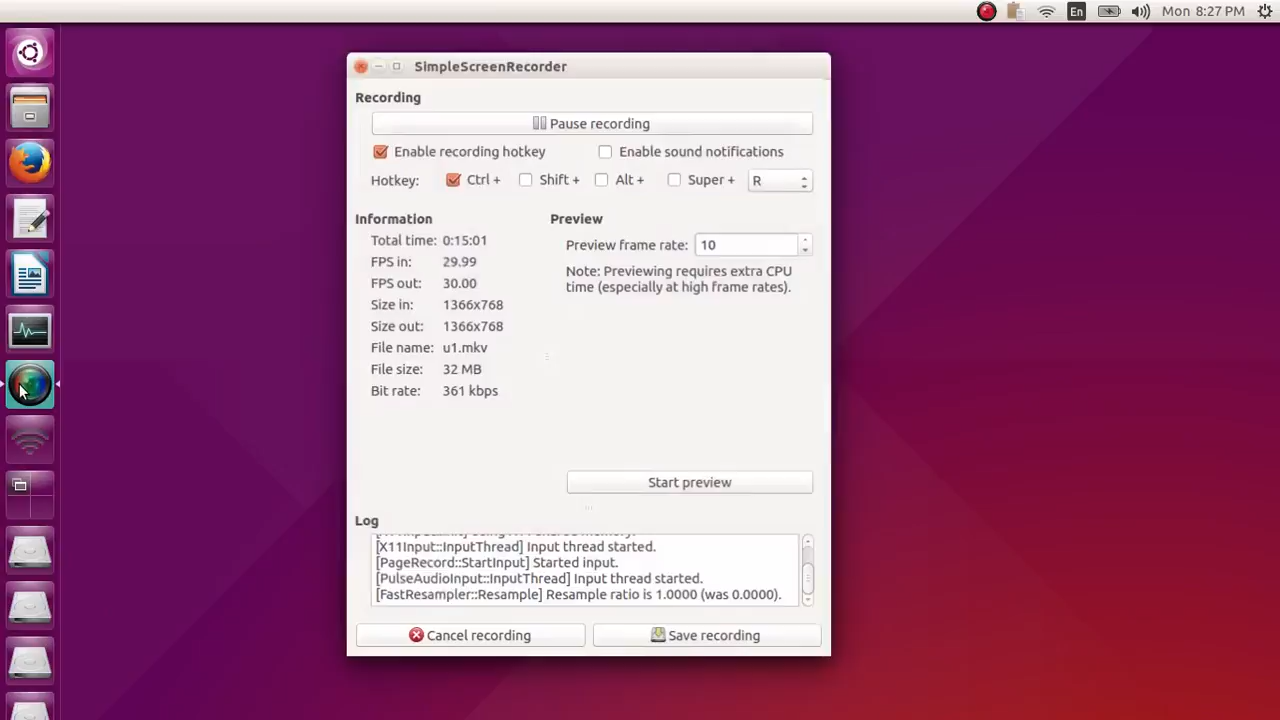 En
Mon 8:27 PM
SimpleScreenRecorder
Recording
Pause recording
Enable recording hotkey
Enable sound notifications
Hotkey: Ctrl + Shift + Alt + Super + R
Information
Total time: 0:15:01
FPS in: 29.99
FPS out: 30.00
Size in: 1366x768
Size out: 1366x768
File name: u1.mkv
File size: 32 MB
Bit rate: 361 kbps
Preview
Preview frame rate: 10
Note: Previewing requires extra CPU
time (especially at high frame rates).
Start preview
Log
[X11Input::InputThread] Input thread started.
[PageRecord::StartInput] Started input.
[PulseAudioInput::InputThread] Input thread started.
[FastResampler::Resample] Resample ratio is 1.0000 (was 0.0000).
Cancel recording
Save recording